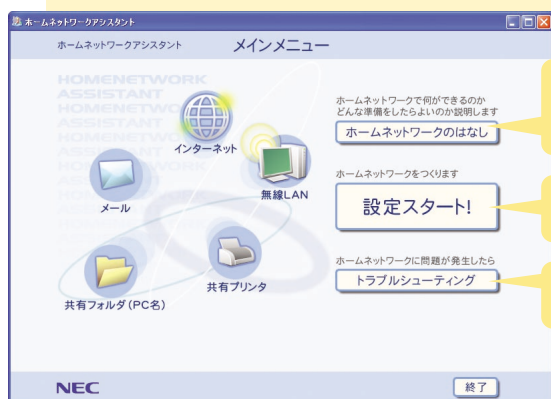 ホームネットワークアシスタント
ホームネットワークアシスタント
メインメニュー
HOMENETWORK
ASSISTANT
HOMENETWO
ASSISTANT
HOMENETWO
インターネット
メール
無線LAN
共有フォルダ(PC名)
共有プリンタ
ホームネットワークで何ができるのか
どんな準備をしたらよいのか説明します
ホームネットワークのはなし
ホームネットワークをつくります
設定スタート!
ホームネットワークに問題が発生したら
トラブルシューティング
NEC
終了